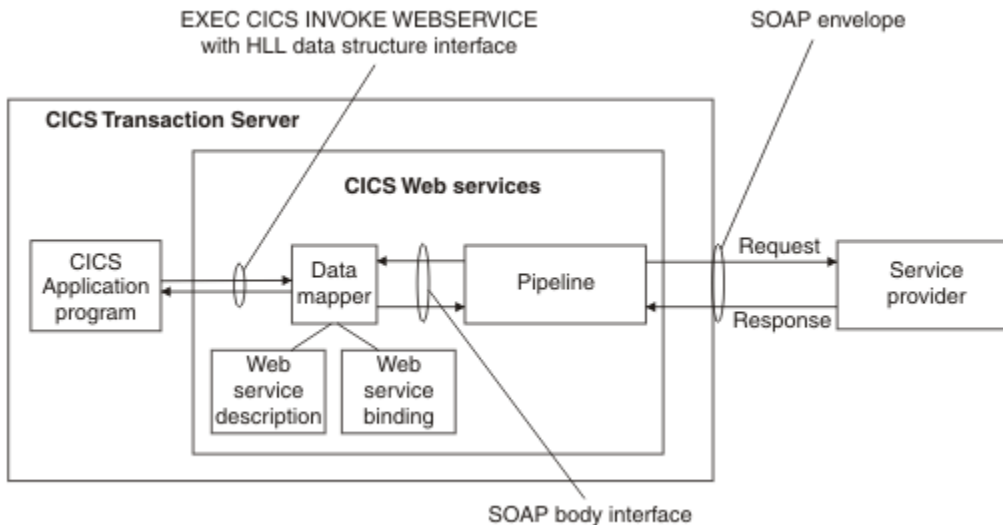 EXEC CICS INVOKE WEBSERVICE
with HLL data structure interface
SOAP envelope
CICS Transaction Server
CICS Web services
CICS
Application
program
Data
mapper
Pipeline
Request
Response
Service
provider
Web
service
description
Web
service
binding
SOAP body interface